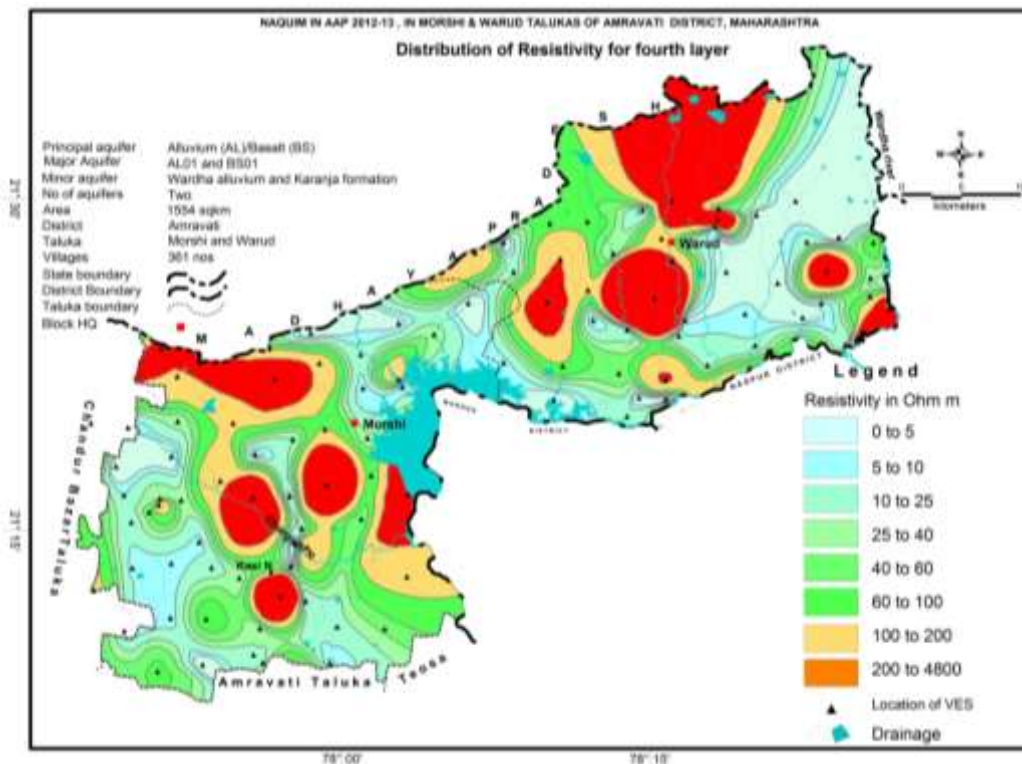 NAQUIM IN AAP 2012-13 , IN MORSHI & WARUD TALUKAS OF AMRAVATI DISTRICT, MAHARASHTRA
Distribution of Resistivity for fourth layer
Principal aquifer Alluvium (AL)/Basalt (BS)
Major Aquifer AL01 and BS01
Minor aquifer Wardha alluvium and Karanja formation
No of aquifers Two
Area 1554 sqkm
District Amravati
Taluka Morshi and Warud
Villages 361 nos
State boundary
District Boundary
Taluka boundary
Block HQ
M A D H A Y A P R A D E S H
Wardha river
N
W E
S
kilometers
21° 30'
Warud
NAGPUR DISTRICT
Morshi
DISTRICT
Chandur Bazar Taluka
21° 15'
Kasi N
Amravati Taluka
Teosa
Legend
Resistivity in Ohm m
0 to 5
5 to 10
10 to 25
25 to 40
40 to 60
60 to 100
100 to 200
200 to 4800
Location of VES
Drainage
78° 00'
78° 15'